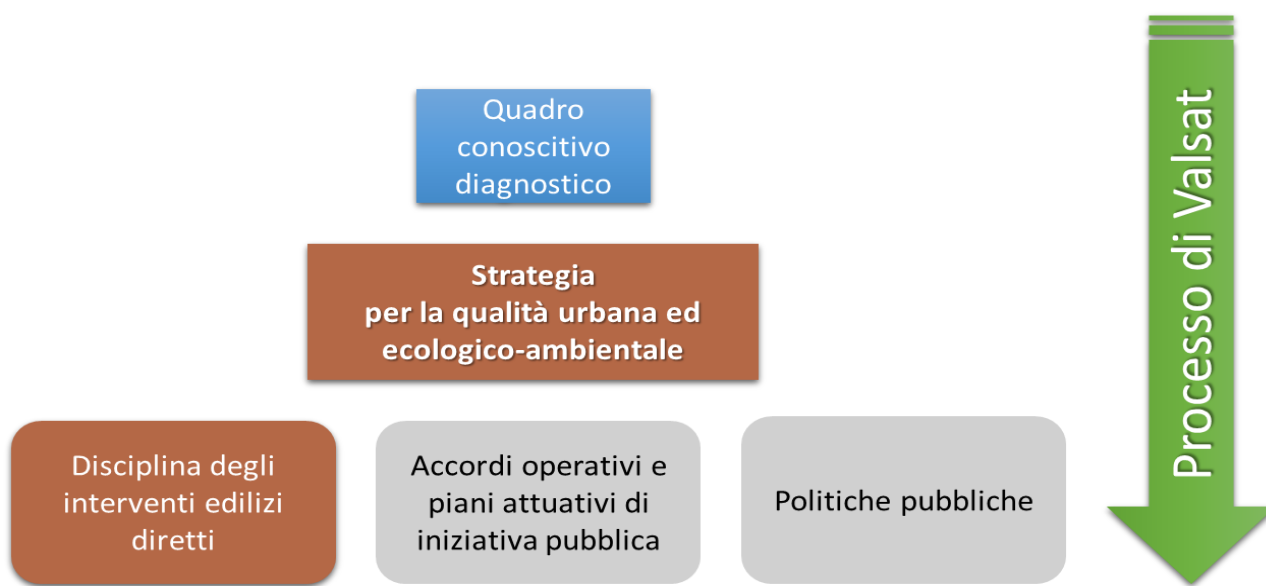 Quadro
conoscitivo
diagnostico
Strategia
per la qualità urbana ed
ecologico-ambientale
Disciplina degli
interventi edilizi
diretti
Accordi operativi e
piani attuativi di
iniziativa pubblica
Politiche pubbliche
Processo di Valsat